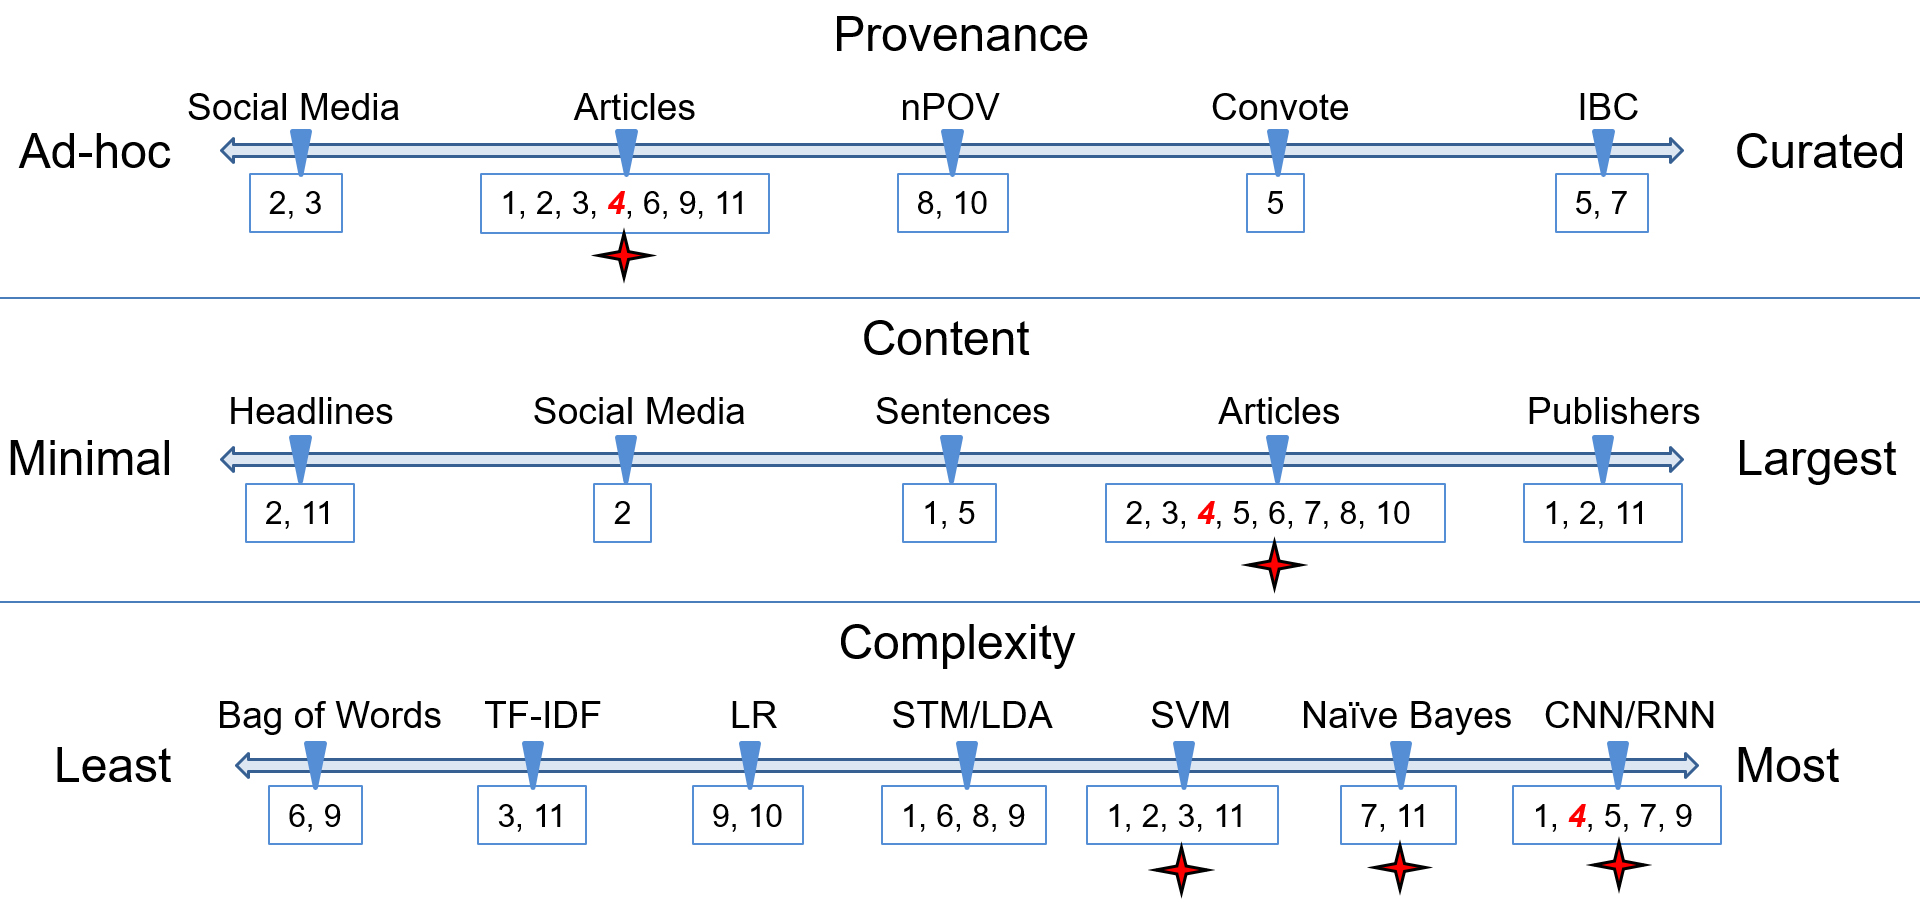 Provenance
Social Media Articles nPOV Convote IBC
Ad-hoc Curated
2, 3 1, 2, 3, 4, 6, 9, 11 8, 10 5 5, 7
Content
Headlines Social Media Sentences Articles Publishers
Minimal Largest
2, 11 2 1, 5 2, 3, 4, 5, 6, 7, 8, 10 1, 2, 11
Complexity
Bag of Words TF-IDF LR STM/LDA SVM Naïve Bayes CNN/RNN
Least Most
6, 9 3, 11 9, 10 1, 6, 8, 9 1, 2, 3, 11 7, 11 1, 4, 5, 7, 9